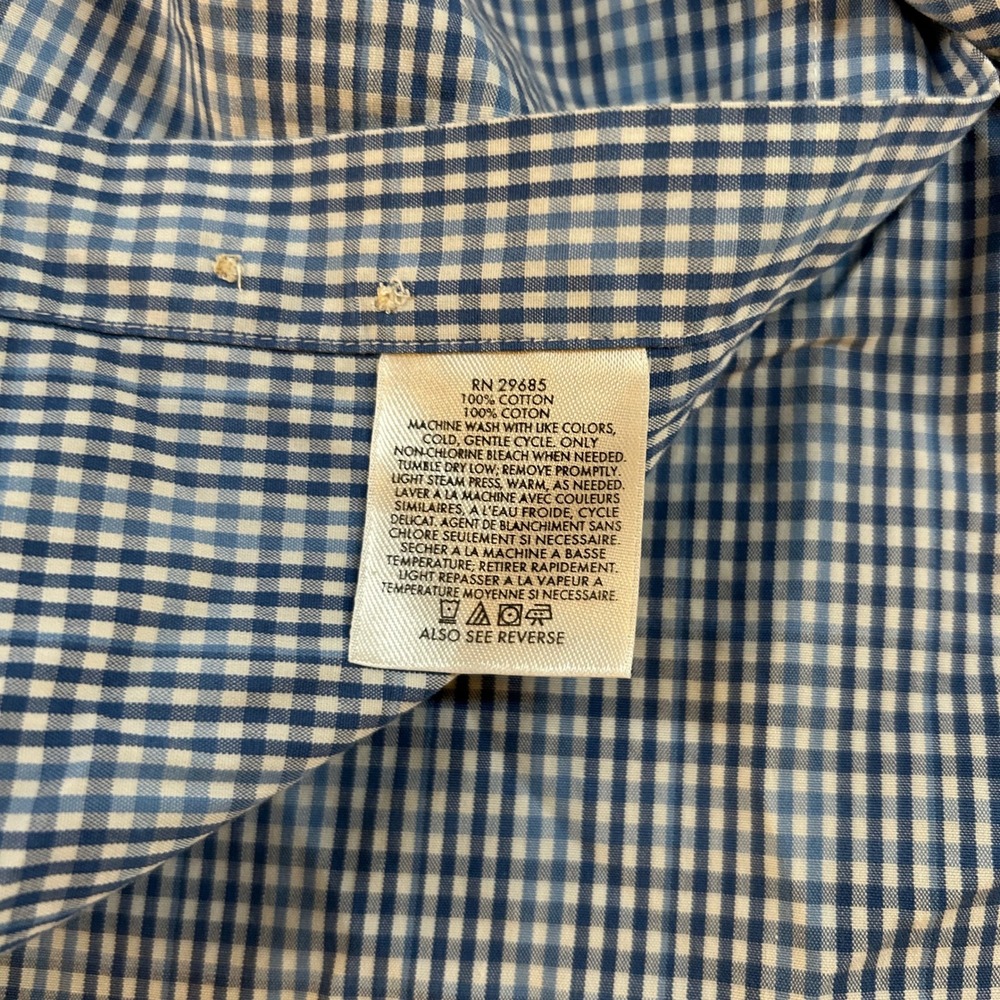 RN 29685
100% COTTON
100% COTON
MACHINE WASH WITH LIKE COLORS,
COLD, GENTLE CYCLE. ONLY
NON-CHLORINE BLEACH WHEN NEEDED.
TUMBLE DRY LOW; REMOVE PROMPTLY.
LIGHT STEAM PRESS, WARM, AS NEEDED.
LAVER A LA MACHINE AVEC COULEURS
SIMILAIRES, A L'EAU FROIDE, CYCLE
DELICAT. AGENT DE BLANCHIMENT SANS
CHLORE SEULEMENT SI NECESSAIRE.
SECHER A LA MACHINE A BASSE
TEMPERATURE; RETIRER RAPIDEMENT.
LIGHT REPASSER A LA VAPEUR A
TEMPERATURE MOYENNE SI NECESSAIRE.
ALSO SEE REVERSE